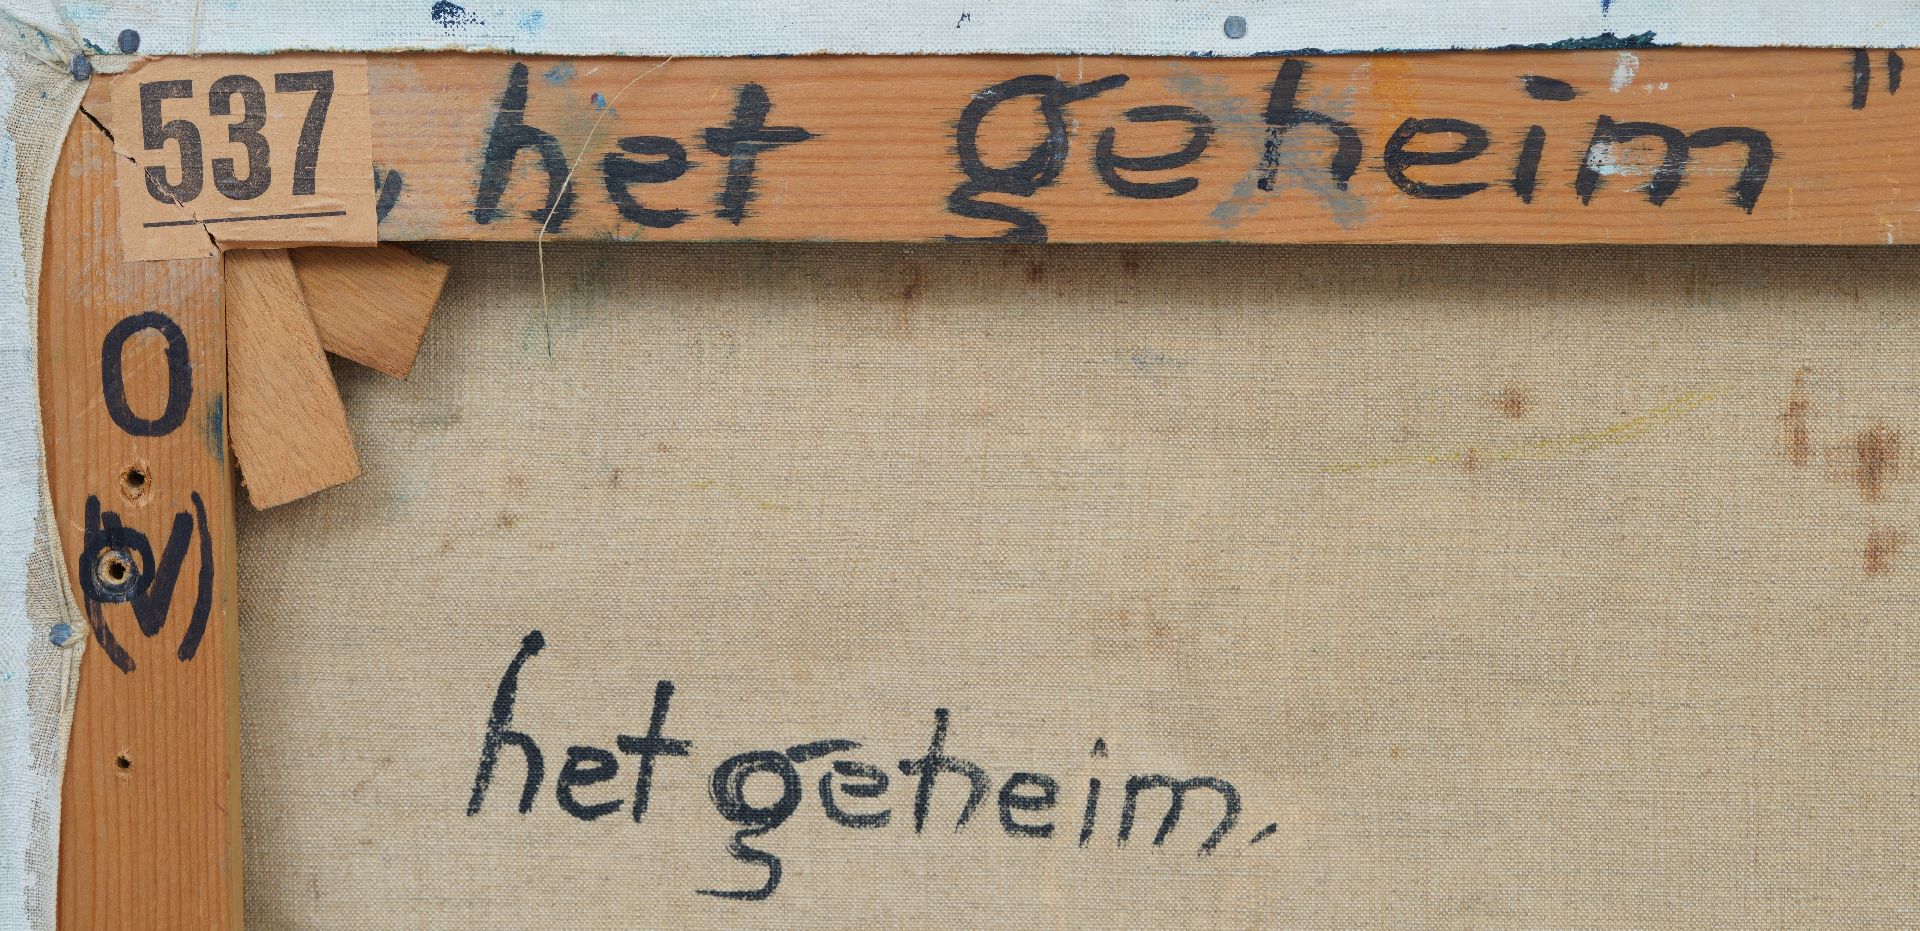 537
„ het geheim "
O
(N)
het geheim.